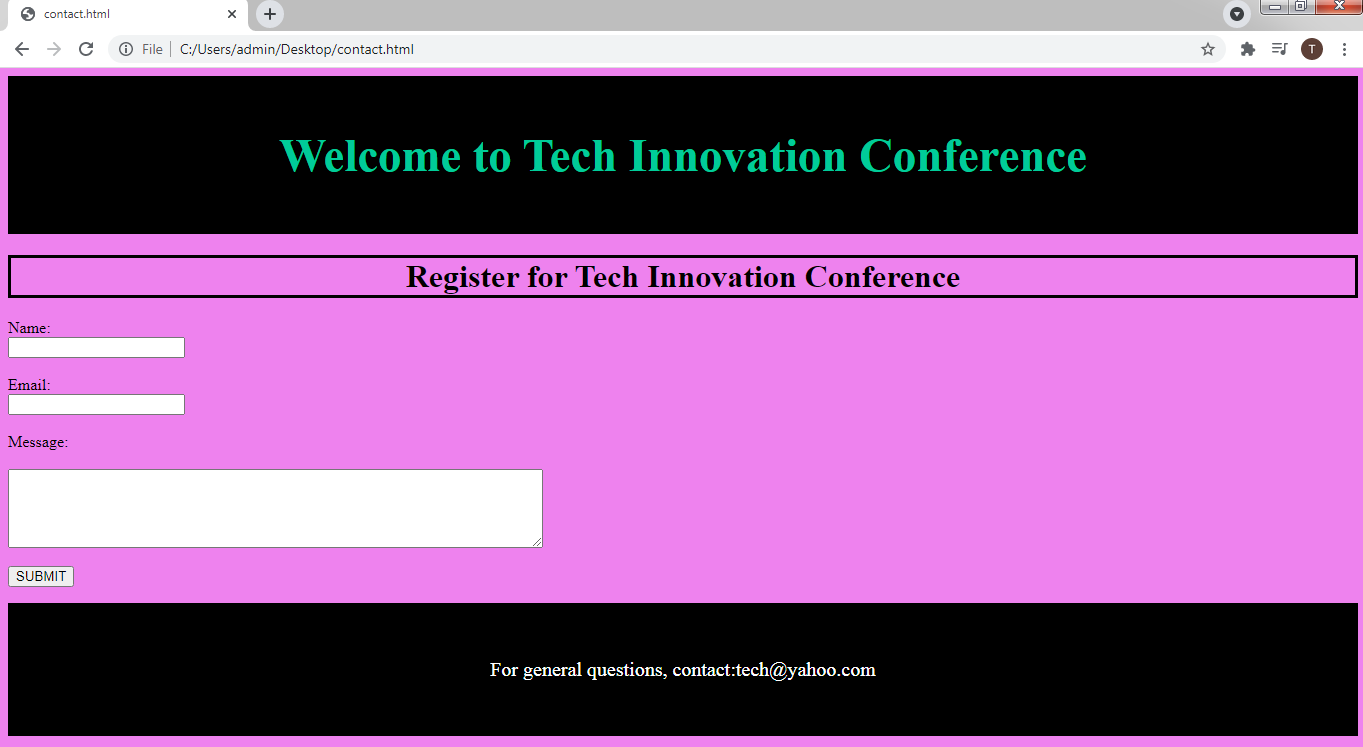 contact.html
File C:/Users/admin/Desktop/contact.html
T
Welcome to Tech Innovation Conference
Register for Tech Innovation Conference
Name:
Email:
Message:
SUBMIT
For general questions, contact:tech@yahoo.com